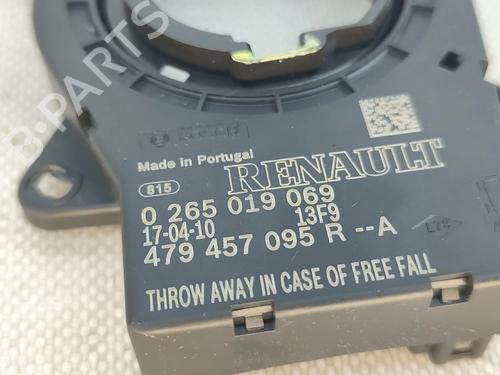 B-PARTS
BOSCH
Made in Portugal
RENAULT
815
0 265 019 069
17-04-10 13F9
479 457 095 R --A
THROW AWAY IN CASE OF FREE FALL